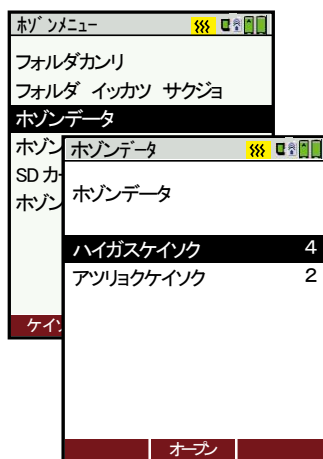 ホゾンメニュー
フォルダカンリ
フォルダ イッカツ サクジョ
ホゾンデータ
ホゾン
SDカ
ホゾン
ケイソ
ホゾンデータ
ホゾンデータ
ハイガスケイソク 4
アツリョクケイソク 2
オープン